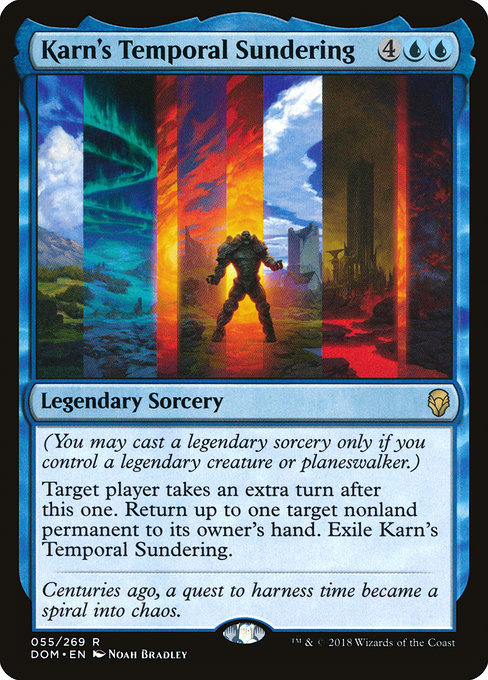 Karn's Temporal Sundering 4
Legendary Sorcery
(You may cast a legendary sorcery only if you
control a legendary creature or planeswalker.)
Target player takes an extra turn after
this one. Return up to one target nonland
permanent to its owner's hand. Exile Karn's
Temporal Sundering.
Centuries ago, a quest to harness time became a
spiral into chaos.
055/269 R
DOM • EN Noah Bradley
™ & © 2018 Wizards of the Coast